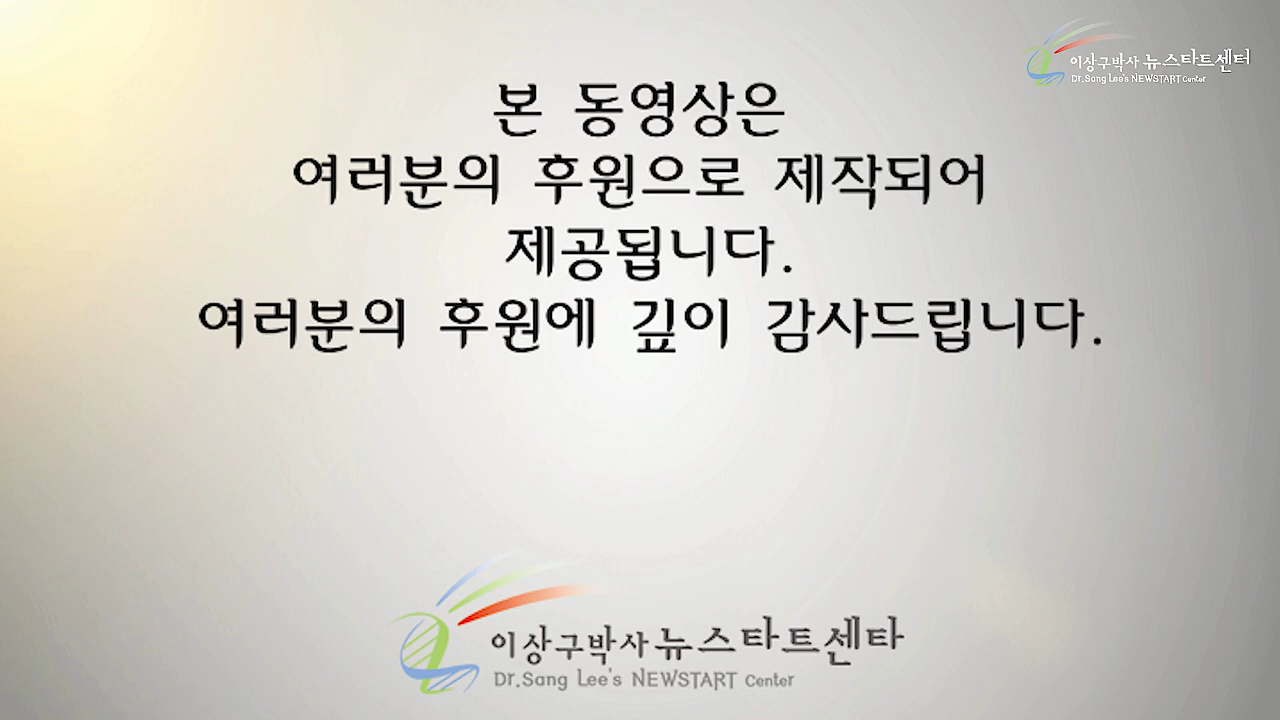 이상구박사 뉴스타트센터
Dr.Sang Lee's NEWSTART Center
본 동영상은
여러분의 후원으로 제작되어
제공됩니다.
여러분의 후원에 깊이 감사드립니다.
이상구박사 뉴스타트센타
Dr.Sang Lee's NEWSTART Center